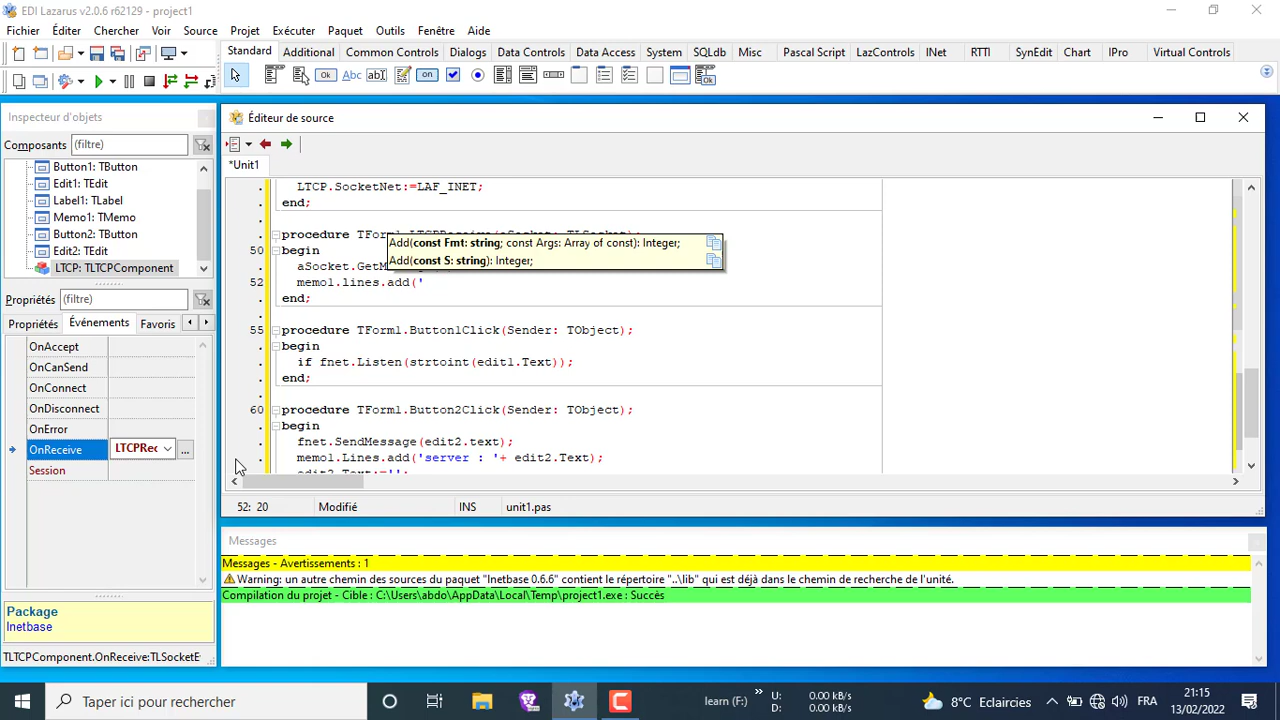 EDI Lazarus v2.0.6 r62129 - project1
Fichier Éditer Chercher Voir Source Projet Exécuter Paquet Outils Fenêtre Aide
Standard Additional Common Controls Dialogs Data Controls Data Access System SQLdb Misc Pascal Script LazControls INet RTTI SynEdit Chart IPro Virtual Controls
Ok Abc ab on Ok
Inspecteur d'objets
Composants (filtre)
Button1: TButton
Edit1: TEdit
Label1: TLabel
Memo1: TMemo
Button2: TButton
Edit2: TEdit
LTCP: TLTCPComponent
Propriétés (filtre)
Propriétés Événements Favoris
OnAccept
OnCanSend
OnConnect
OnDisconnect
OnError
OnReceive LTCPRec ...
Session
Package
Inetbase
TLTCPComponent.OnReceive:TLSocketE
Éditeur de source
*Unit1
LTCP.SocketNet:=LAF_INET;
end;
procedure
Add(const Fmt: string; const Args: Array of const): Integer;
50 begin
Add(const S: string): Integer;
aSocket.GetM
52 memo1.lines.add('
end;
55 procedure TForm1.Button1Click(Sender: TObject);
begin
if fnet.Listen(strtoint(edit1.Text));
end;
60 procedure TForm1.Button2Click(Sender: TObject);
begin
fnet.SendMessage(edit2.text);
memo1.Lines.add('server : '+ edit2.Text);
edit2.Text:='';
52: 20 Modifié INS unit1.pas
Messages
Messages - Avertissements : 1
Warning: un autre chemin des sources du paquet "Inetbase 0.6.6" contient le répertoire "..\lib" qui est déjà dans le chemin de recherche de l'unité.
Compilation du projet - Cible : C:\Users\abdo\AppData\Local\Temp\project1.exe : Succès
Taper ici pour rechercher
learn (F:) »
U: 0.00 kB/s
D: 0.00 kB/s
8°C Eclaircies
FRA
21:15
13/02/2022